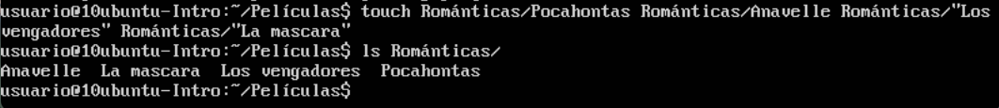 usuario@10ubuntu-Intro:~/Películas$ touch Románticas/Pocahontas Románticas/Anavelle Románticas/"Los
vengadores" Románticas/"La mascara"
usuario@10ubuntu-Intro:~/Películas$ ls Románticas/
Anavelle  La mascara  Los vengadores  Pocahontas
usuario@10ubuntu-Intro:~/Películas$